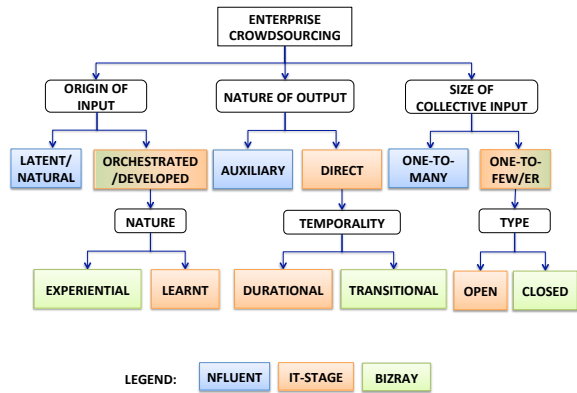 ENTERPRISE
CROWDSOURCING
ORIGIN OF
INPUT
NATURE OF OUTPUT
SIZE OF
COLLECTIVE INPUT
LATENT/
NATURAL
ORCHESTRATED
/DEVELOPED
AUXILIARY
DIRECT
ONE-TO-
MANY
ONE-TO-
FEW/ER
NATURE
TEMPORALITY
TYPE
EXPERIENTIAL
LEARNT
DURATIONAL
TRANSITIONAL
OPEN
CLOSED
LEGEND:
NFLUENT
IT-STAGE
BIZRAY